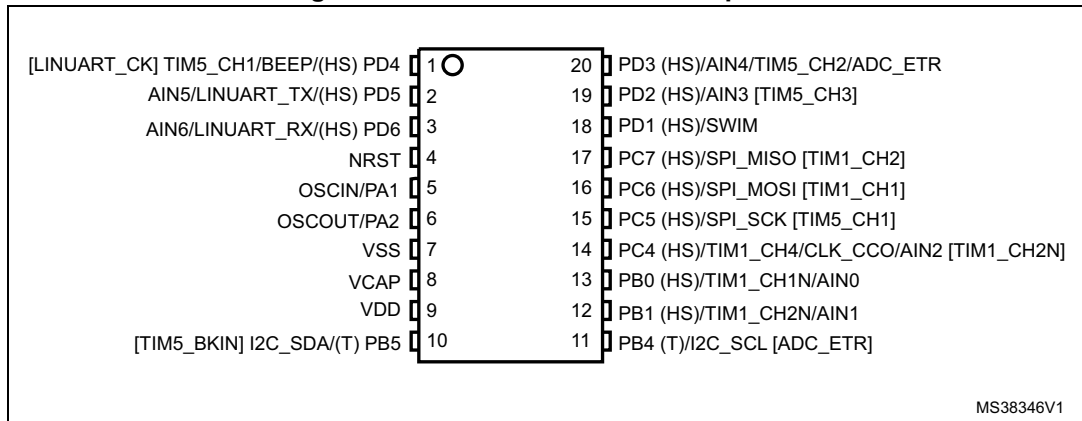 [LINUART_CK] TIM5_CH1/BEEP/(HS) PD4 1 20 PD3 (HS)/AIN4/TIM5_CH2/ADC_ETR
AIN5/LINUART_TX/(HS) PD5 2 19 PD2 (HS)/AIN3 [TIM5_CH3]
AIN6/LINUART_RX/(HS) PD6 3 18 PD1 (HS)/SWIM
NRST 4 17 PC7 (HS)/SPI_MISO [TIM1_CH2]
OSCIN/PA1 5 16 PC6 (HS)/SPI_MOSI [TIM1_CH1]
OSCOUT/PA2 6 15 PC5 (HS)/SPI_SCK [TIM5_CH1]
VSS 7 14 PC4 (HS)/TIM1_CH4/CLK_CCO/AIN2 [TIM1_CH2N]
VCAP 8 13 PB0 (HS)/TIM1_CH1N/AIN0
VDD 9 12 PB1 (HS)/TIM1_CH2N/AIN1
[TIM5_BKIN] I2C_SDA/(T) PB5 10 11 PB4 (T)/I2C_SCL [ADC_ETR]
MS38346V1